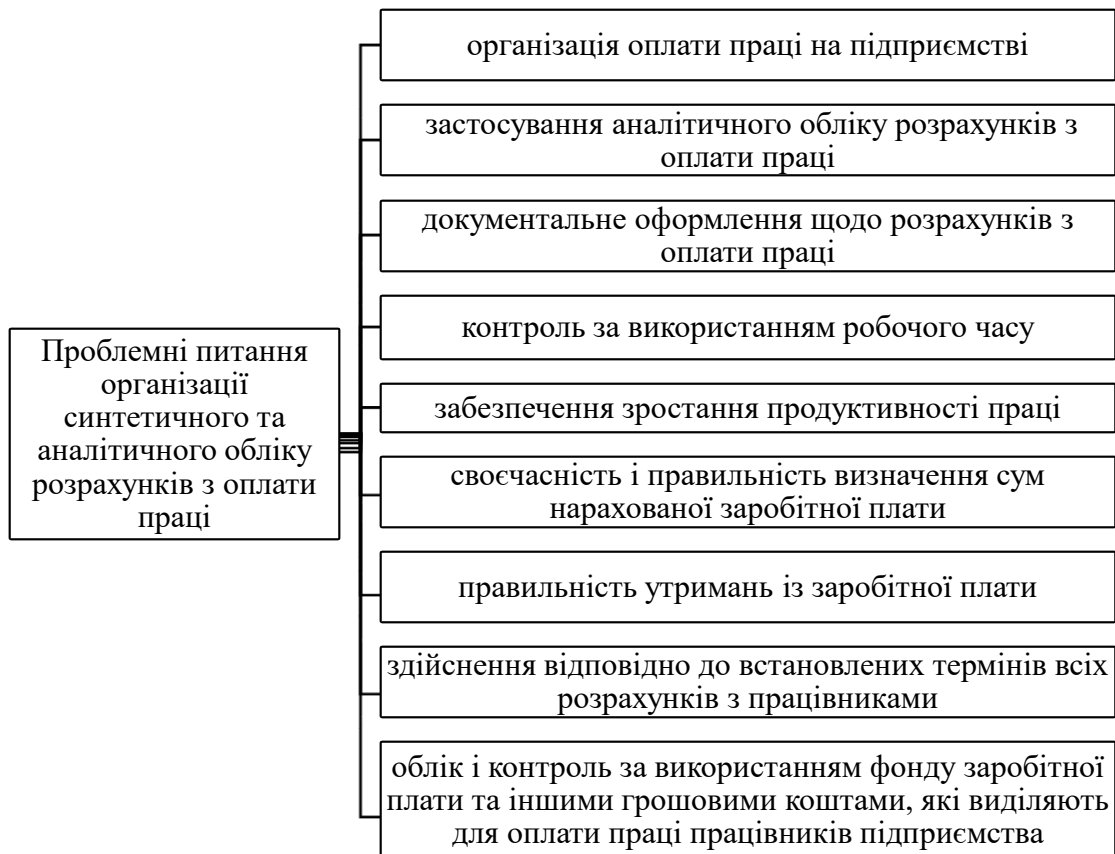 Проблемні питання
організації
синтетичного та
аналітичного обліку
розрахунків з оплати
праці
організація оплати праці на підприємстві
застосування аналітичного обліку розрахунків з
оплати праці
документальне оформлення щодо розрахунків з
оплати праці
контроль за використанням робочого часу
забезпечення зростання продуктивності праці
своєчасність і правильність визначення сум
нарахованої заробітної плати
правильність утримань із заробітної плати
здійснення відповідно до встановлених термінів всіх
розрахунків з працівниками
облік і контроль за використанням фонду заробітної
плати та іншими грошовими коштами, які виділяють
для оплати праці працівників підприємства